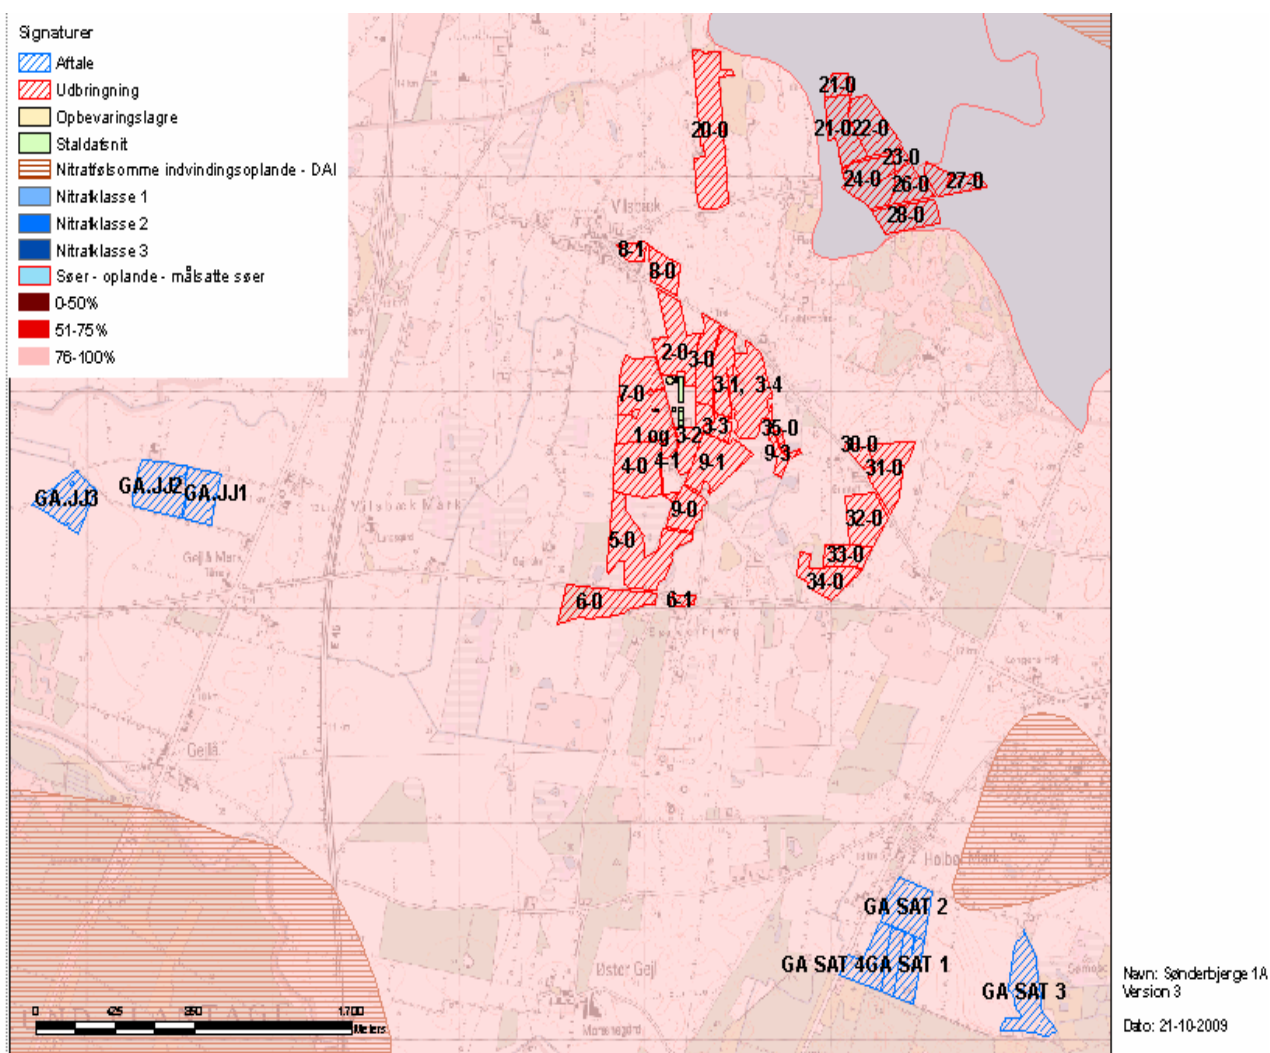 Signaturer
Aftale
Udbringning
Opbevaringslagre
Staldafsnit
Nitratfølsomme indvindingsoplande - DAI
Nitratklasse 1
Nitratklasse 2
Nitratklasse 3
Søer - oplande - målsatte søer
0-50%
51-75%
76-100%
20-0
21-0
21-0
22-0
23-0
24-0
26-0
27-0
28-0
Vilsbæk
8-1
8-0
2-0
3-0
7-0
3-1,
3-4
1 og
3-2
3-3
35-0
9-3
4-0
4-1
9-1
30-0
31-0
9-0
32-0
5-0
33-0
34-0
6-0
6-1
GA.JJ3
GA.JJ2
GA.JJ1
Vilsbæk Mark
Gejlå Mark
E 45
Gejlå
Holbøl Mark
GA SAT 2
GA SAT 4
GA SAT 1
GA SAT 3
Øster Gejl
0
425
850
1.700
Meters
Navn: Sønderbjerge 1A
Version 3
Dato: 21-10-2009